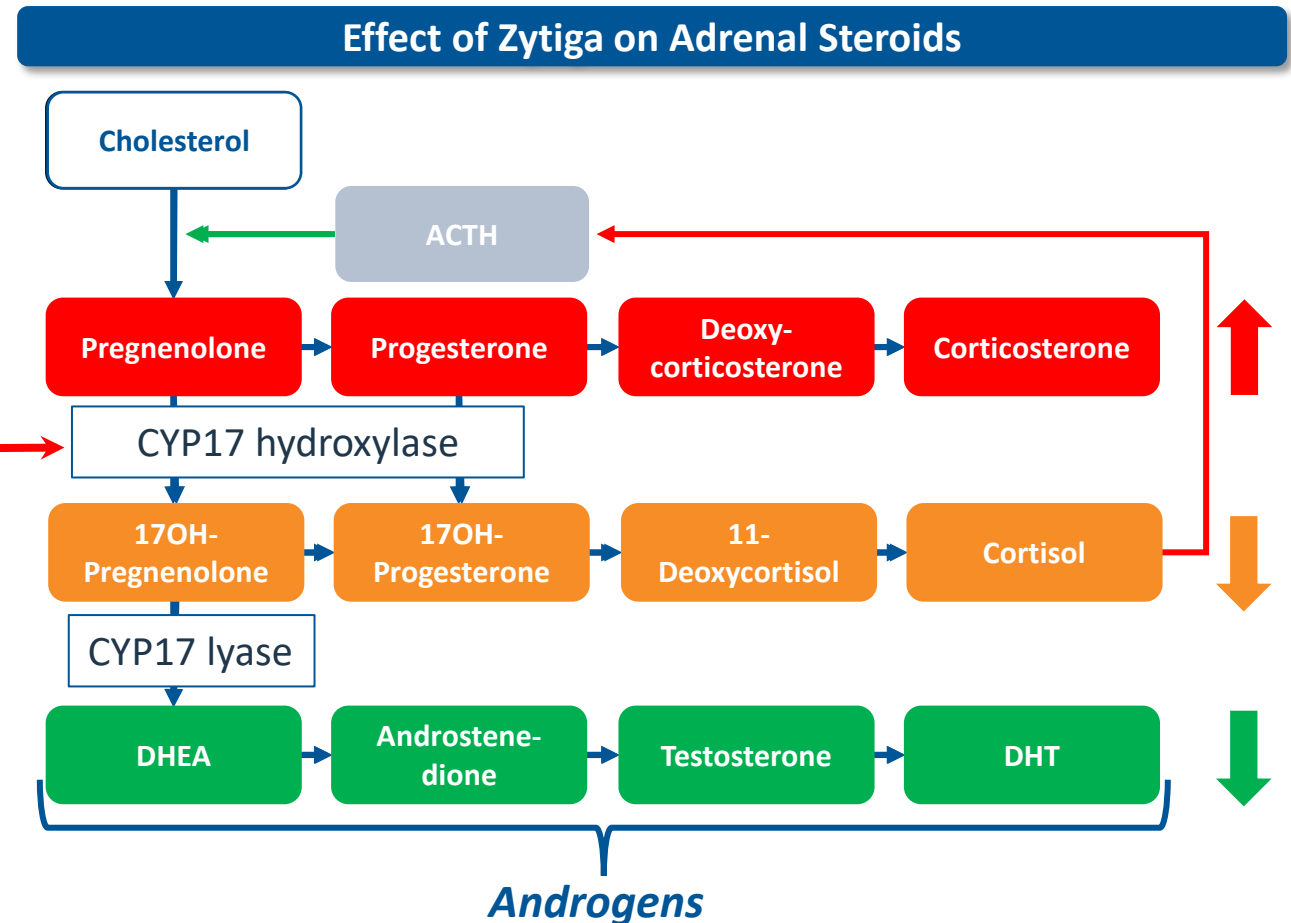 Effect of Zytiga on Adrenal Steroids
Cholesterol
ACTH
Pregnenolone
Progesterone
Deoxy-
corticosterone
Corticosterone
CYP17 hydroxylase
17OH-
Pregnenolone
17OH-
Progesterone
11-
Deoxycortisol
Cortisol
CYP17 lyase
DHEA
Androstene-
dione
Testosterone
DHT
Androgens